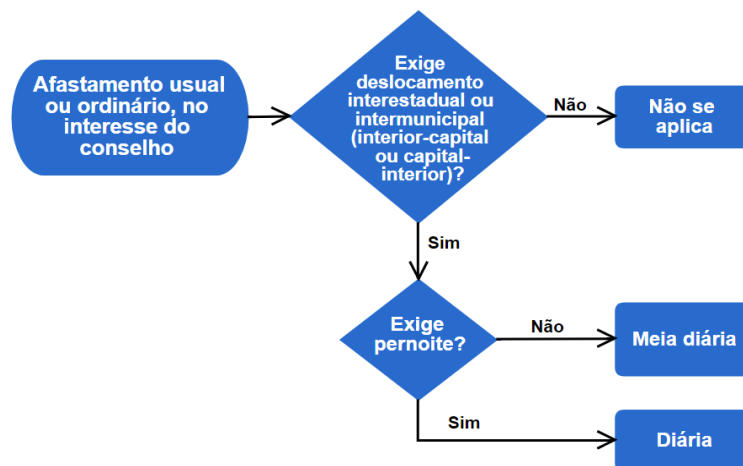 Afastamento usual
ou ordinário, no
interesse do
conselho
Exige
deslocamento
interestadual ou
intermunicipal
(interior-capital
ou capital-
interior)?
Não
Não se
aplica
Sim
Exige
pernoite?
Não
Meia diária
Sim
Diária